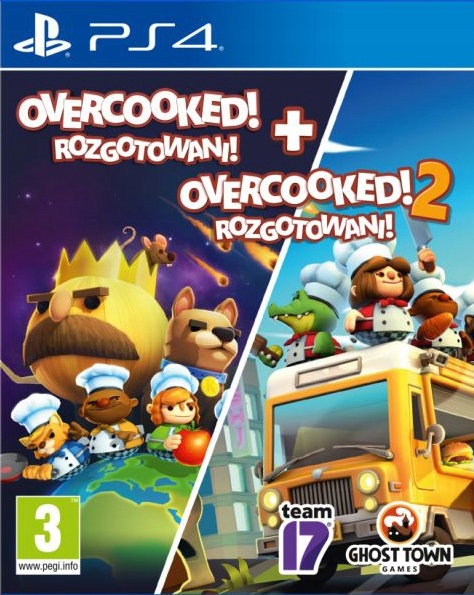 PS4
OVERCOOKED!
ROZGOTOWANI!
+
OVERCOOKED! 2
ROZGOTOWANI!
3
www.pegi.info
team
17
GHOST TOWN
GAMES